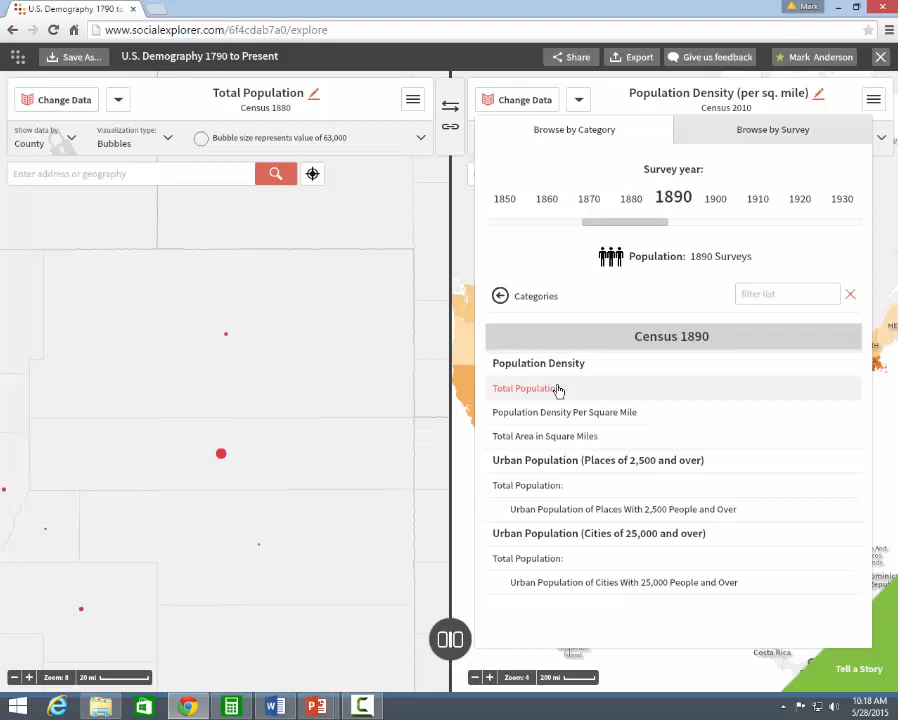 U.S. Demography 1790 to
Mark
www.socialexplorer.com/6f4cdab7a0/explore
Save As...
U.S. Demography 1790 to Present
Share
Export
Give us feedback
Mark Anderson
Change Data
Total Population
Census 1880
Show data by:
County
Visualization type:
Bubbles
Bubble size represents value of 63,000
Enter address or geography
Change Data
Population Density (per sq. mile)
Census 2010
Browse by Category
Browse by Survey
Survey year:
1850 1860 1870 1880 1890 1900 1910 1920 1930
Population: 1890 Surveys
Categories
filter list
Census 1890
Population Density
Total Population
Population Density Per Square Mile
Total Area in Square Miles
Urban Population (Places of 2,500 and over)
Total Population:
Urban Population of Places With 2,500 People and Over
Urban Population (Cities of 25,000 and over)
Total Population:
Urban Population of Cities With 25,000 People and Over
Costa Rica
Tell a Story
Zoom: 8
20 mi
Zoom: 4
200 mi
10:18 AM
5/28/2015